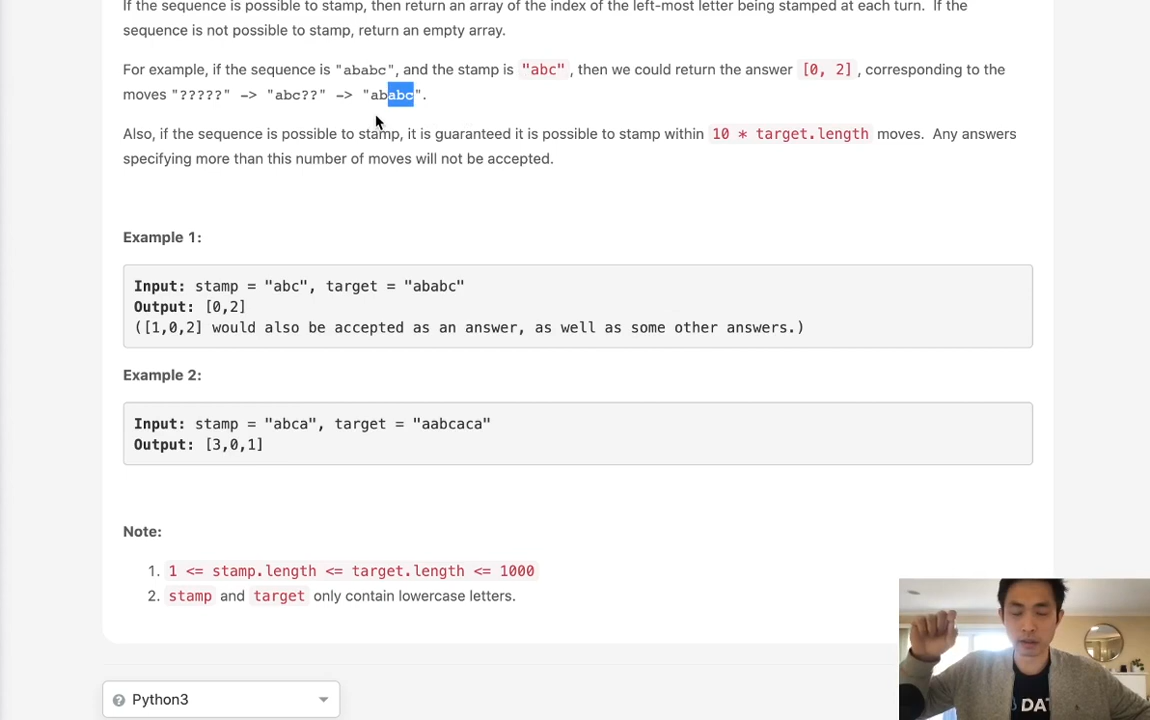 If the sequence is possible to stamp, then return an array of the index of the left-most letter being stamped at each turn.  If the
sequence is not possible to stamp, return an empty array.
For example, if the sequence is "ababc", and the stamp is "abc", then we could return the answer [0, 2], corresponding to the
moves "?????" -> "abc??" -> "ababc".
Also, if the sequence is possible to stamp, it is guaranteed it is possible to stamp within 10 * target.length moves.  Any answers
specifying more than this number of moves will not be accepted.
Example 1:
Input: stamp = "abc", target = "ababc"
Output: [0,2]
([1,0,2] would also be accepted as an answer, as well as some other answers.)
Example 2:
Input: stamp = "abca", target = "aabcaca"
Output: [3,0,1]
Note:
1. 1 <= stamp.length <= target.length <= 1000
2. stamp and target only contain lowercase letters.
? Python3
DA